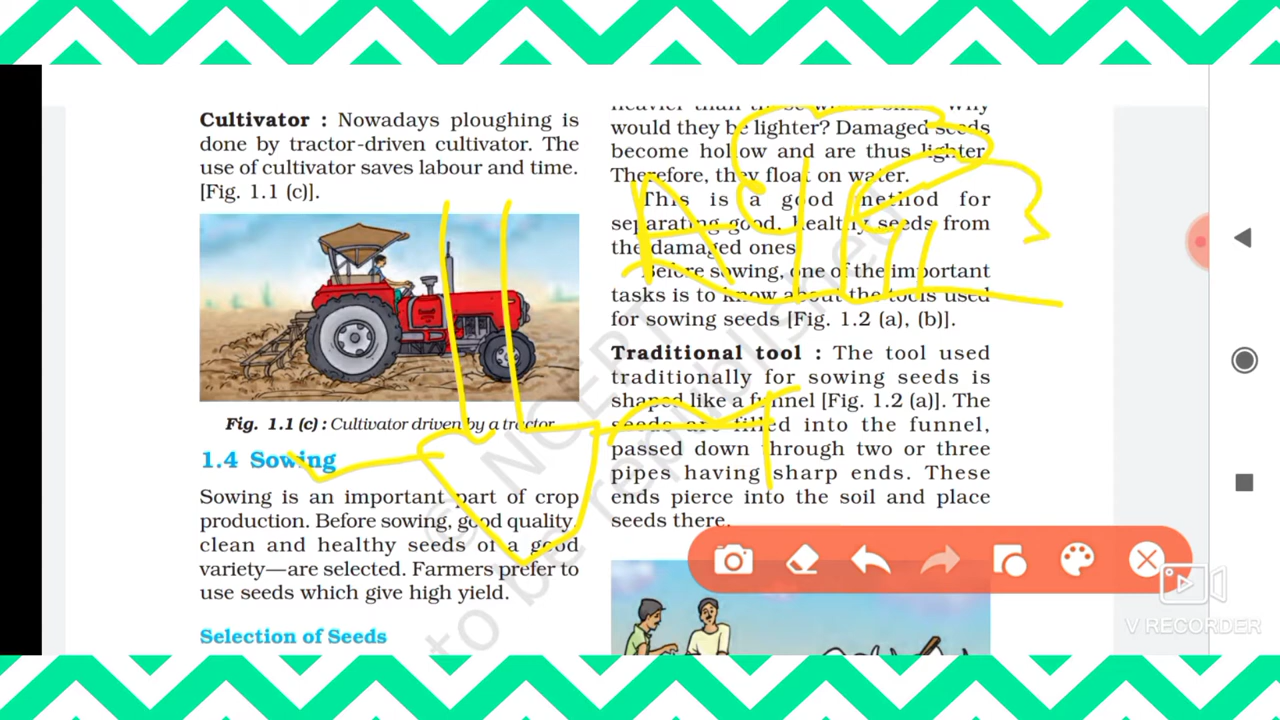 Cultivator : Nowadays ploughing is
done by tractor-driven cultivator. The
use of cultivator saves labour and time.
[Fig. 1.1 (c)].
Fig. 1.1 (c) : Cultivator driven by a tractor
1.4 Sowing
Sowing is an important part of crop
production. Before sowing, good quality,
clean and healthy seeds of a good
variety—are selected. Farmers prefer to
use seeds which give high yield.
Selection of Seeds
would they be lighter? Damaged seeds
become hollow and are thus lighter.
Therefore, they float on water.
This is a good method for
separating good, healthy seeds from
the damaged ones.
Before sowing, one of the important
tasks is to know about the tools used
for sowing seeds [Fig. 1.2 (a), (b)].
Traditional tool : The tool used
traditionally for sowing seeds is
shaped like a funnel [Fig. 1.2 (a)]. The
seeds are filled into the funnel,
passed down through two or three
pipes having sharp ends. These
ends pierce into the soil and place
seeds there.
© NCERT
to be republished
V RECORDER